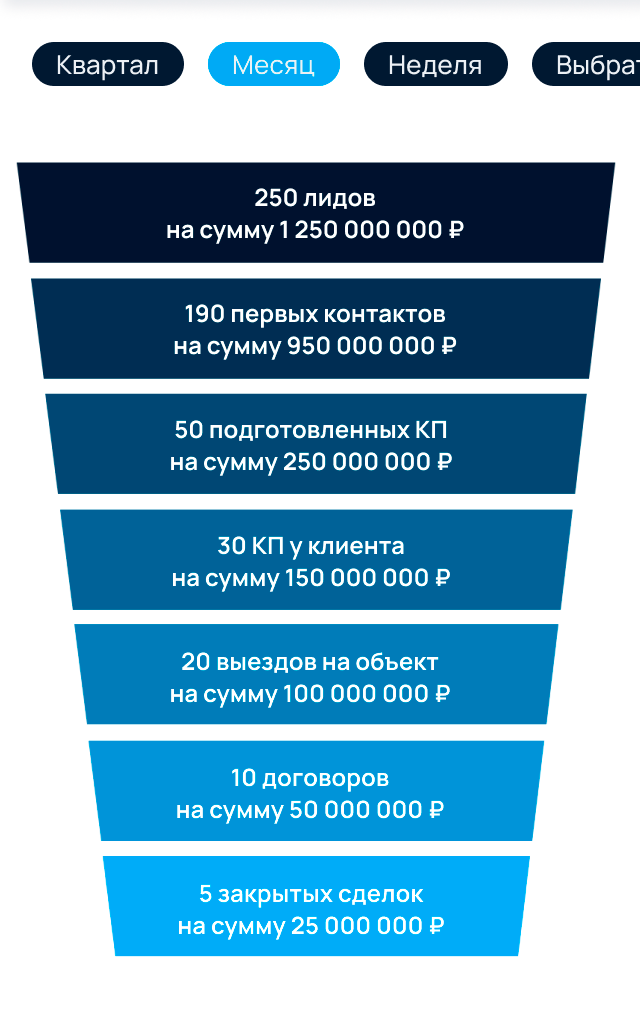 Квартал Месяц Неделя Выбрат
250 лидов
на сумму 1 250 000 000 ₽
190 первых контактов
на сумму 950 000 000 ₽
50 подготовленных КП
на сумму 250 000 000 ₽
30 КП у клиента
на сумму 150 000 000 ₽
20 выездов на объект
на сумму 100 000 000 ₽
10 договоров
на сумму 50 000 000 ₽
5 закрытых сделок
на сумму 25 000 000 ₽